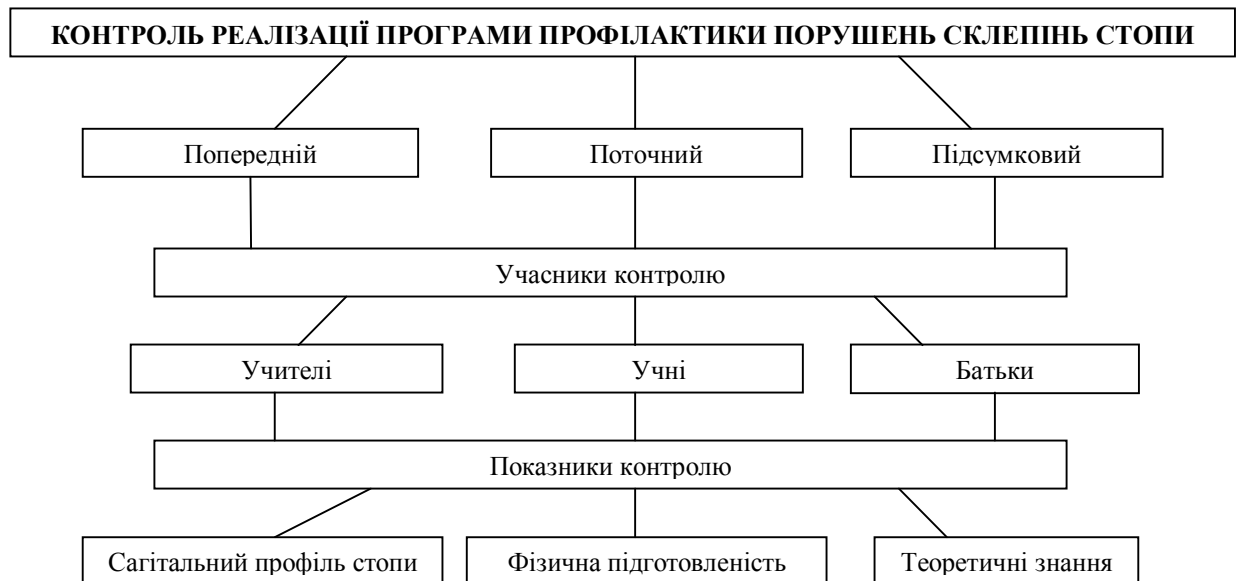 КОНТРОЛЬ РЕАЛІЗАЦІЇ ПРОГРАМИ ПРОФІЛАКТИКИ ПОРУШЕНЬ СКЛЕПІНЬ СТОПИ
Попередній
Поточний
Підсумковий
Учасники контролю
Учителі
Учні
Батьки
Показники контролю
Сагітальний профіль стопи
Фізична підготовленість
Теоретичні знання